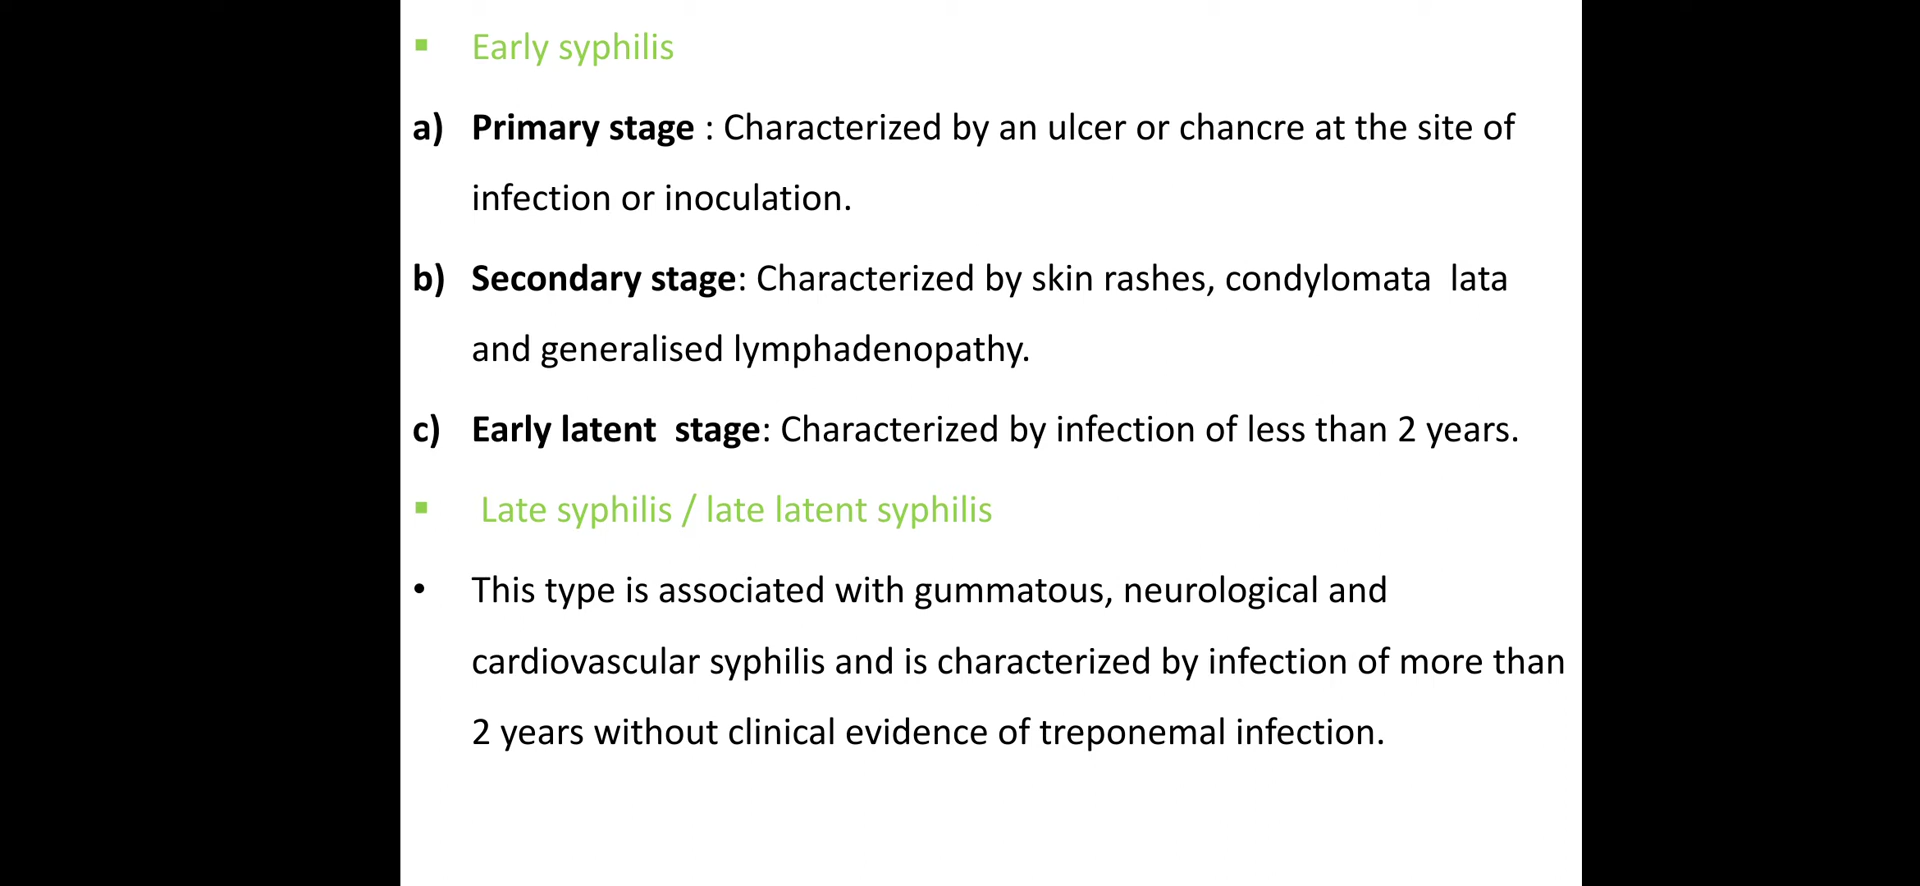 ▪ Early syphilis
a) Primary stage : Characterized by an ulcer or chancre at the site of
infection or inoculation.
b) Secondary stage: Characterized by skin rashes, condylomata  lata
and generalised lymphadenopathy.
c) Early latent  stage: Characterized by infection of less than 2 years.
▪ Late syphilis / late latent syphilis
• This type is associated with gummatous, neurological and
cardiovascular syphilis and is characterized by infection of more than
2 years without clinical evidence of treponemal infection.